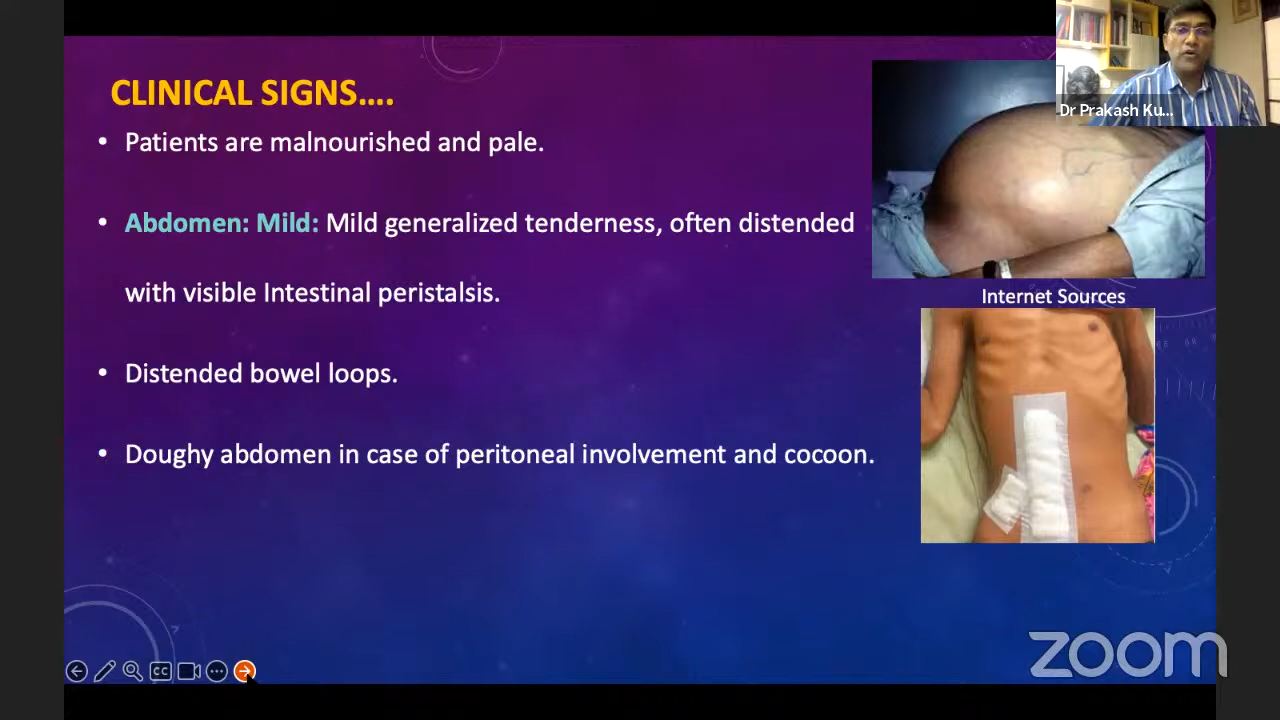 CLINICAL SIGNS....
• Patients are malnourished and pale.
• Abdomen: Mild: Mild generalized tenderness, often distended
with visible Intestinal peristalsis.
• Distended bowel loops.
• Doughy abdomen in case of peritoneal involvement and cocoon.
Dr Prakash Ku...
Internet Sources
CC
zoom